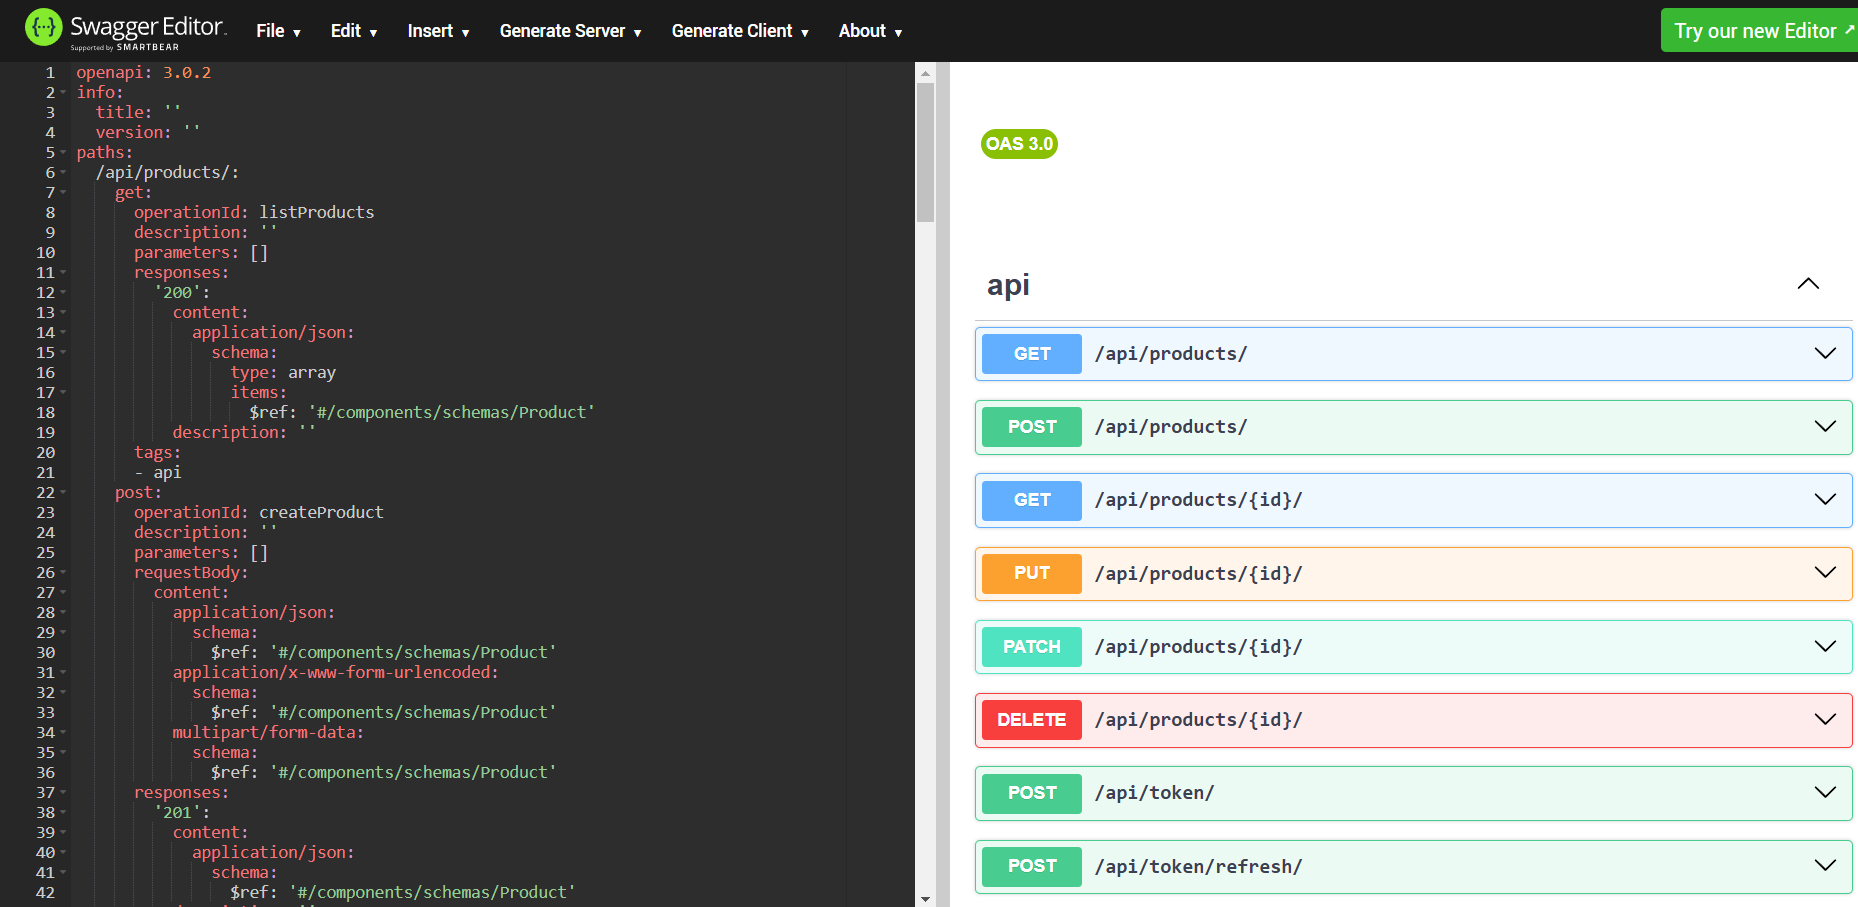 Swagger Editor.
Supported by SMARTBEAR
File ▼ Edit ▼ Insert ▼ Generate Server ▼ Generate Client ▼ About ▼
Try our new Editor ↗
1 openapi: 3.0.2
2 info:
3 title: ''
4 version: ''
5 paths:
6 /api/products/:
7 get:
8 operationId: listProducts
9 description: ''
10 parameters: []
11 responses:
12 '200':
13 content:
14 application/json:
15 schema:
16 type: array
17 items:
18 $ref: '#/components/schemas/Product'
19 description: ''
20 tags:
21 - api
22 post:
23 operationId: createProduct
24 description: ''
25 parameters: []
26 requestBody:
27 content:
28 application/json:
29 schema:
30 $ref: '#/components/schemas/Product'
31 application/x-www-form-urlencoded:
32 schema:
33 $ref: '#/components/schemas/Product'
34 multipart/form-data:
35 schema:
36 $ref: '#/components/schemas/Product'
37 responses:
38 '201':
39 content:
40 application/json:
41 schema:
42 $ref: '#/components/schemas/Product'
OAS 3.0
api
GET /api/products/
POST /api/products/
GET /api/products/{id}/
PUT /api/products/{id}/
PATCH /api/products/{id}/
DELETE /api/products/{id}/
POST /api/token/
POST /api/token/refresh/